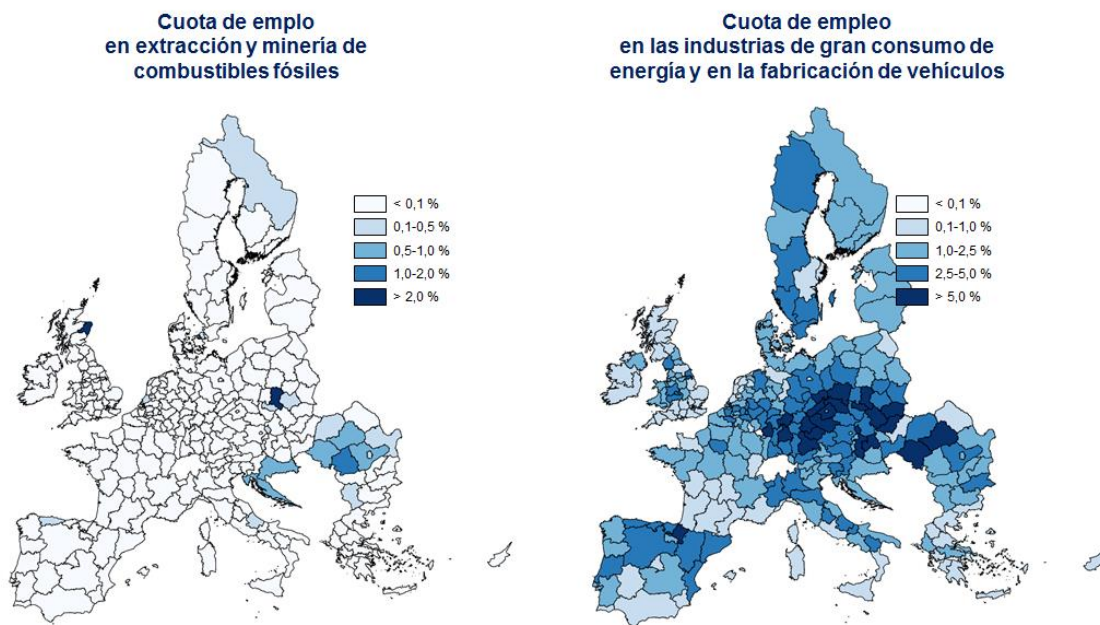 Cuota de emplo
en extracción y minería de
combustibles fósiles
< 0,1 %
0,1-0,5 %
0,5-1,0 %
1,0-2,0 %
> 2,0 %
Cuota de empleo
en las industrias de gran consumo de
energía y en la fabricación de vehículos
< 0,1 %
0,1-1,0 %
1,0-2,5 %
2,5-5,0 %
> 5,0 %